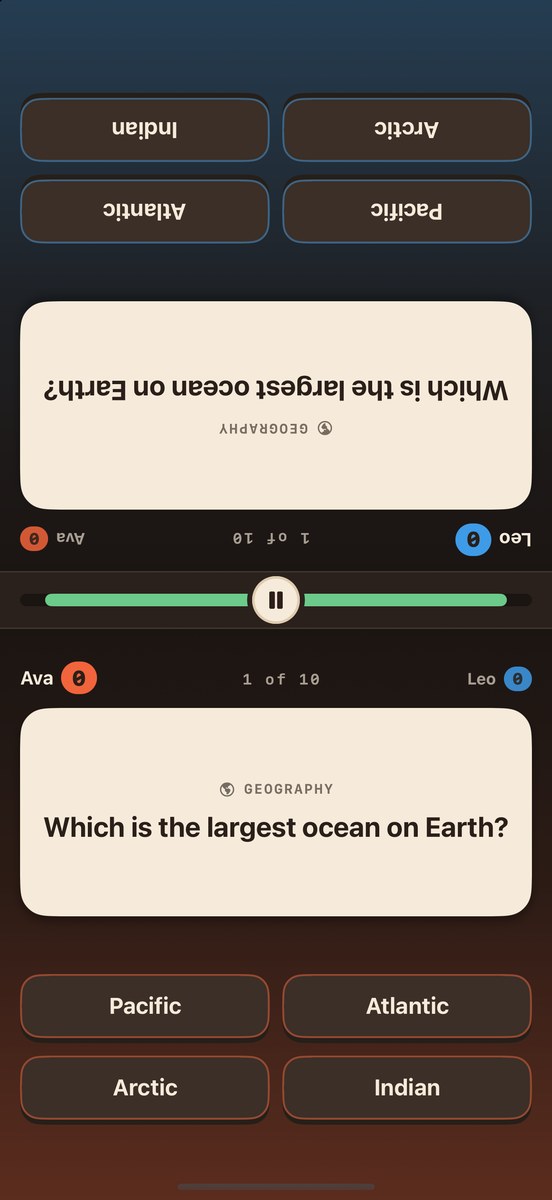 Indian Arctic
Atlantic Pacific
Which is the largest ocean on Earth?
GEOGRAPHY
0 Ava 1 of 10 0 Leo
Ava 0 1 of 10 Leo 0
GEOGRAPHY
Which is the largest ocean on Earth?
Pacific Atlantic
Arctic Indian